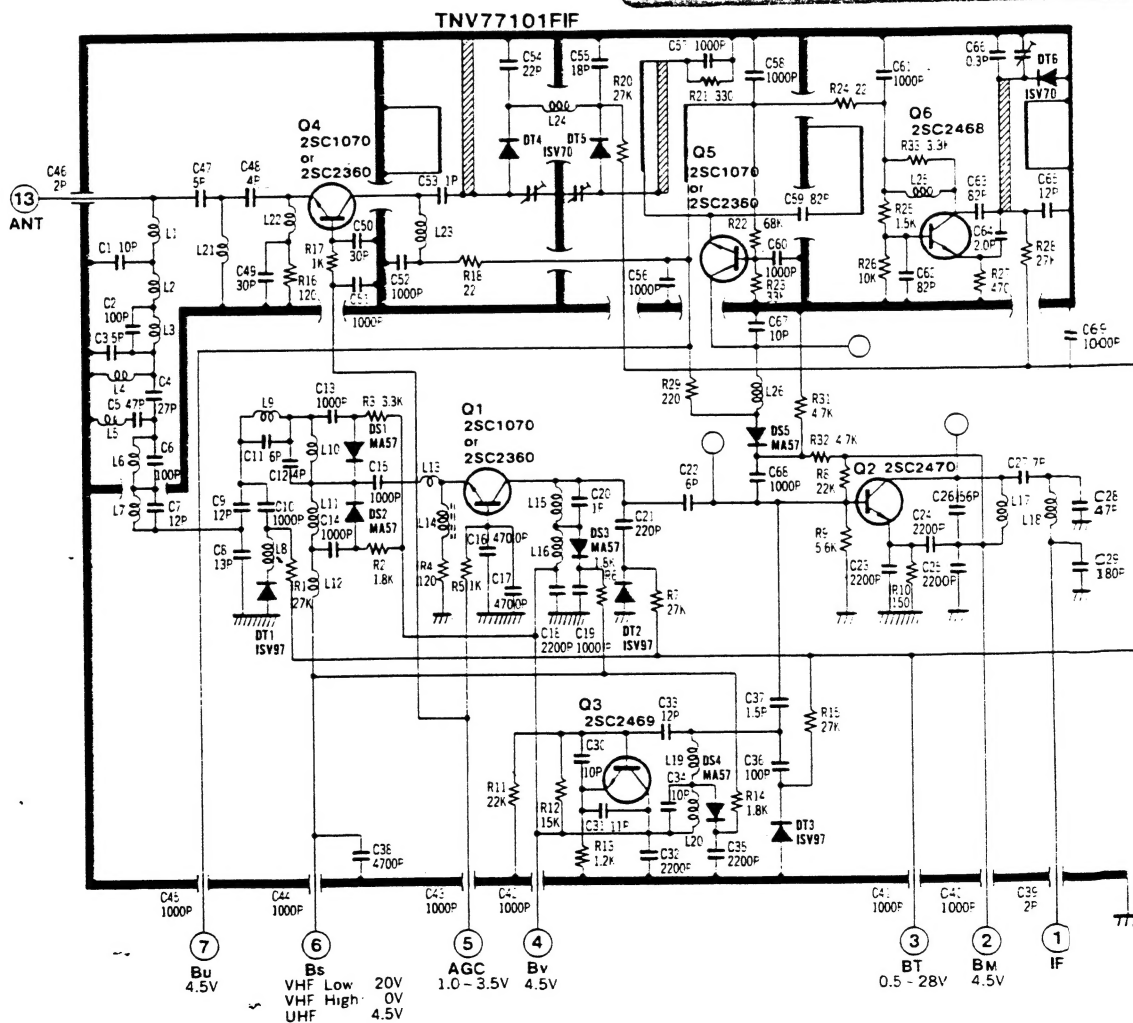 TNV77101FIF
C54
22P
C55
18P
R20
27K
1000P
R21 330
C58
1000P
C61
1000P
R24 22
C66
0.3P
DT6
ISV70
L24
DT4
ISV70
DT5
Q4
2SC1070
or
2SC2360
Q5
2SC1070
or
2SC2360
Q6
2SC2468
R33 3.3K
L25
C46
2P
C47
5P
C48
4P
C53 1P
C59 82P
C63
82P
C65
12P
13
ANT
L1
L21
L22
R17
1K
C50
30P
L23
R22
68K
R25
1.5K
C64
2.0P
R28
27K
C1 10P
L2
C49
30P
R16
120
C51
1000P
C52
1000P
R18
22
C56
1000P
C60
1000P
R23
33K
R26
10K
C62
82P
R27
470
C2
100P
L3
C3 5P
C67
10P
C69
1000P
L4
C4
27P
C5 47P
L5
L6
C6
100P
L7
C7
12P
L9
C13
1000P
R3 3.3K
DS1
MA57
C11 6P
L10
C12 4P
C15
1000P
L13
Q1
2SC1070
or
2SC2360
R29
220
L26
R31
4.7K
DS5
MA57
R32 4.7K
C22
6P
C68
1000P
R8
22K
Q2 2SC2470
C27 7P
C9
12P
C10
1000P
L11
C14
1000P
DS2
MA57
L14
C16
4700P
L15
C20
1P
C21
220P
C26 56P
L17
L18
C28
47P
C8
13P
L8
R1
27K
L12
R2
1.8K
R4
120
R5 1K
C17
4700P
L16
DS3
MA57
1.5K
R6
R9
5.6K
C24
2200P
C23
2200P
C25
2200P
R10
150
C29
180P
DT1
ISV97
C18
2200P
C19
1000P
DT2
ISV97
R7
27K
Q3
2SC2469
C33
12P
C37
1.5P
R15
27K
C30
10P
L19
DS4
MA57
C36
100P
R11
22K
R12
15K
C34
10P
R14
1.8K
C31 11P
L20
DT3
ISV97
C38
4700P
R13
1.2K
C32
2200P
C35
2200P
C45
1000P
C44
1000P
C43
1000P
C42
1000P
C41
1000P
C40
1000P
C39
2P
7
Bu
4.5V
6
Bs
VHF Low 20V
VHF High 0V
UHF 4.5V
5
AGC
1.0-3.5V
4
Bv
4.5V
3
BT
0.5-28V
2
BM
4.5V
1
IF